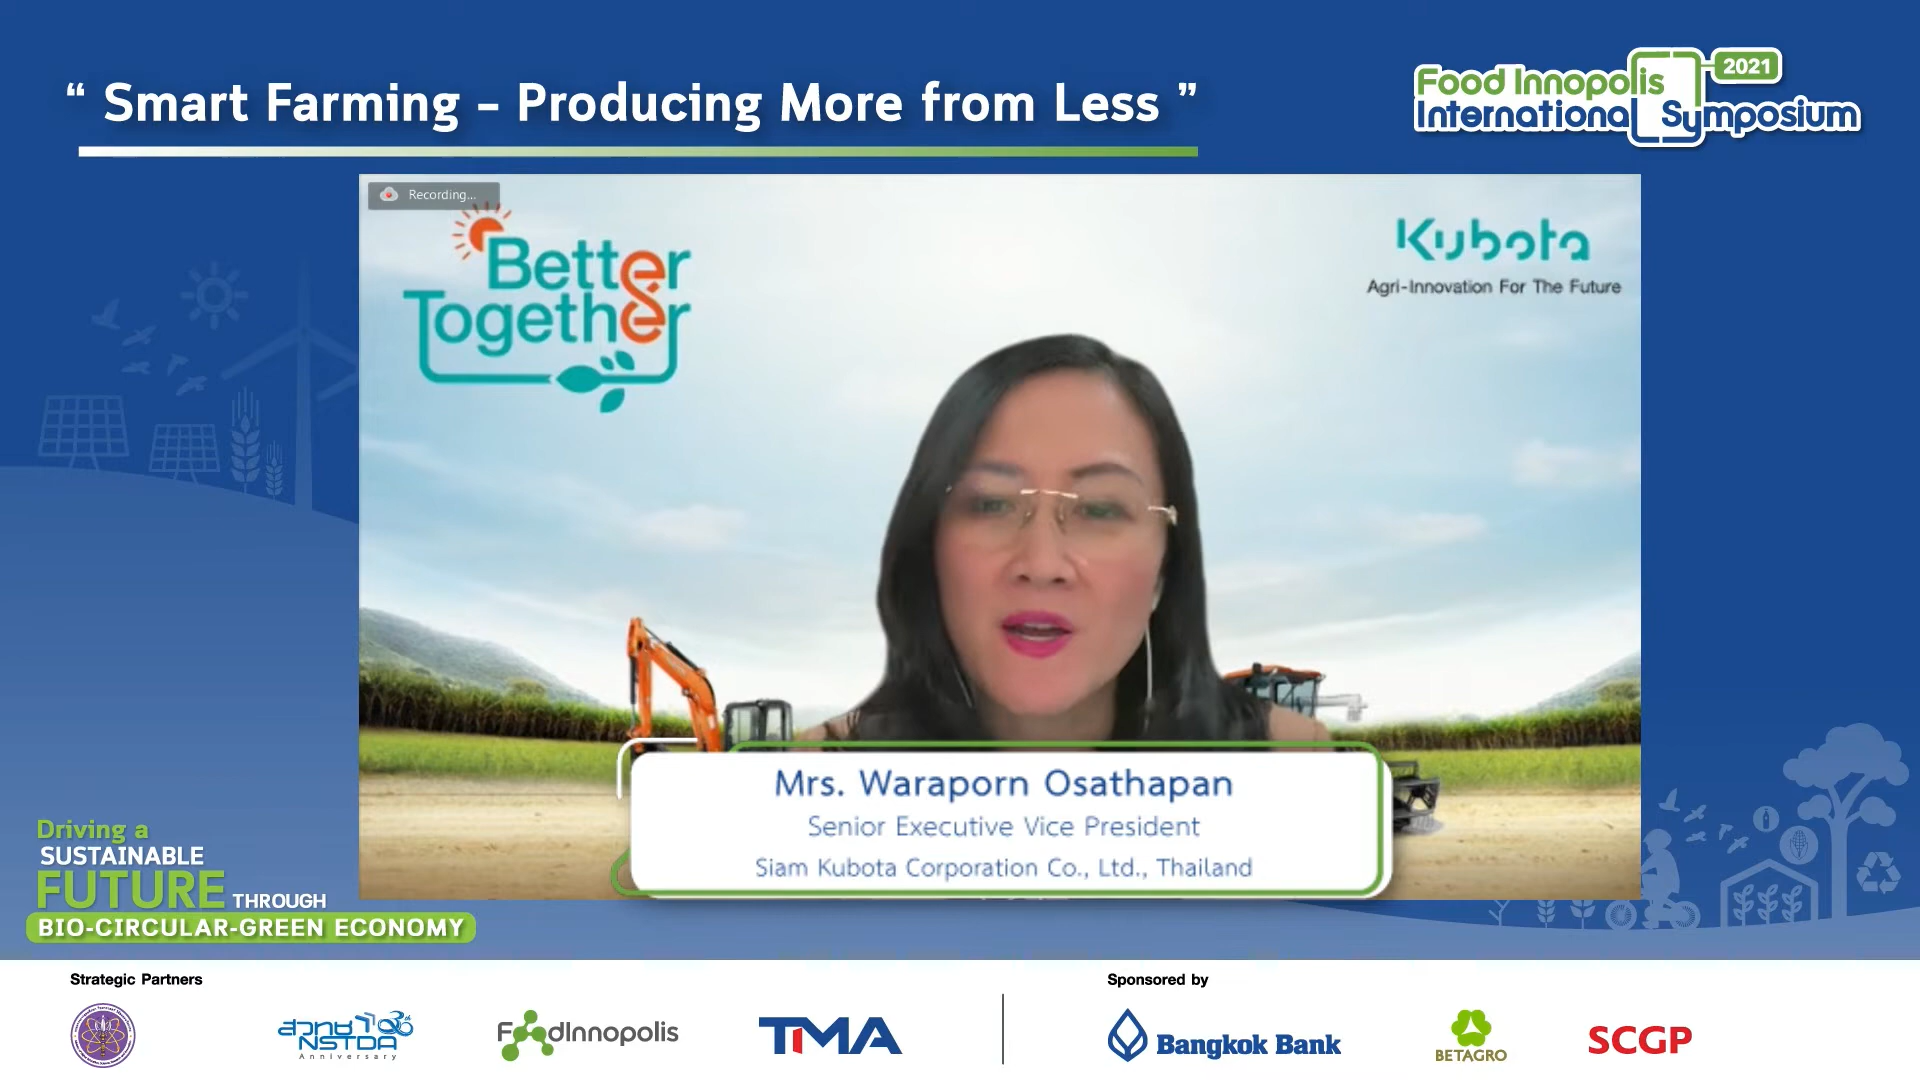 “ Smart Farming - Producing More from Less ”
Food Innopolis
International Symposium
2021
Recording...
Better
Together
Kubota
Agri-Innovation For The Future
Mrs. Waraporn Osathapan
Senior Executive Vice President
Siam Kubota Corporation Co., Ltd., Thailand
Driving a
SUSTAINABLE
FUTURE THROUGH
BIO-CIRCULAR-GREEN ECONOMY
Strategic Partners
Sponsored by
สวทช
NSTDA
Anniversary
FoodInnopolis
TMA
Bangkok Bank
BETAGRO
SCGP